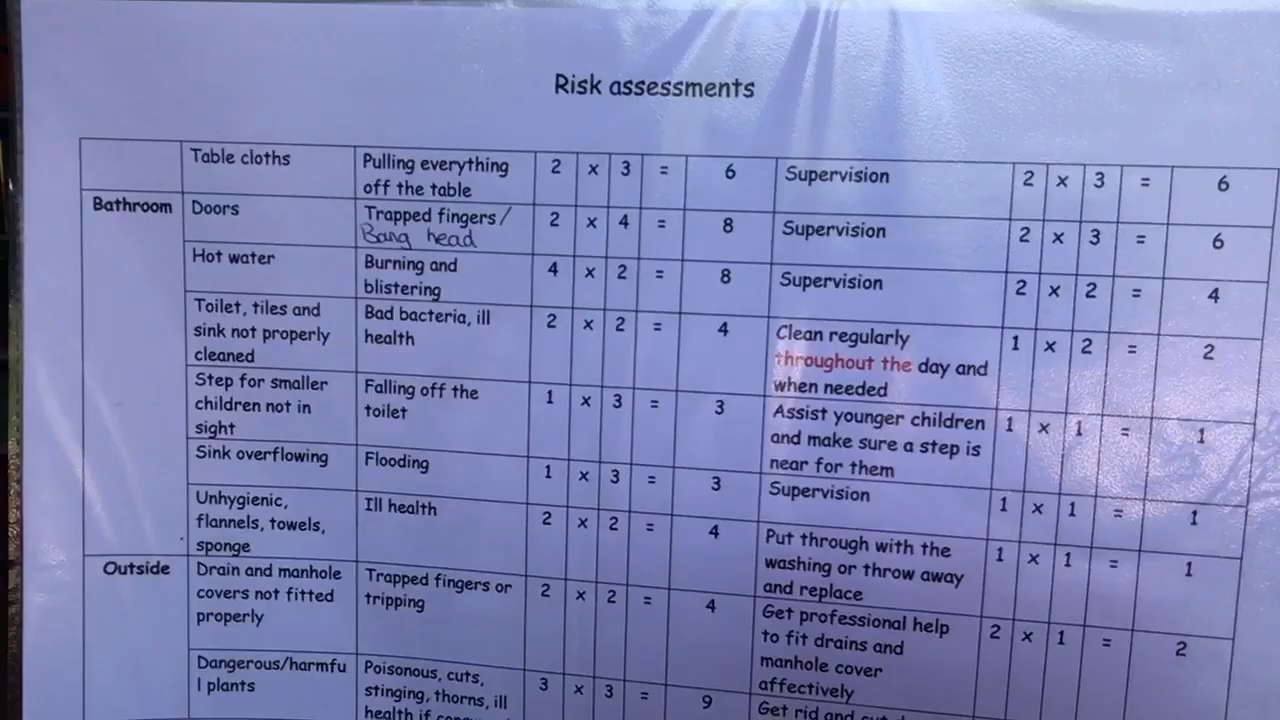 Risk assessments
Table cloths
Pulling everything
off the table
2 x 3 = 6
Supervision
2 x 3 = 6
Bathroom
Doors
Trapped fingers/
Bang head
2 x 4 = 8
Supervision
2 x 3 = 6
Hot water
Burning and
blistering
4 x 2 = 8
Supervision
2 x 2 = 4
Toilet, tiles and
sink not properly
cleaned
Bad bacteria, ill
health
2 x 2 = 4
Clean regularly
throughout the day and
when needed
1 x 2 = 2
Step for smaller
children not in
sight
Falling off the
toilet
1 x 3 = 3
Assist younger children
and make sure a step is
near for them
1 x 1 = 1
Sink overflowing
Flooding
1 x 3 = 3
Supervision
1 x 1 = 1
Unhygienic,
flannels, towels,
sponge
Ill health
2 x 2 = 4
Put through with the
washing or throw away
and replace
1 x 1 = 1
Outside
Drain and manhole
covers not fitted
properly
Trapped fingers or
tripping
2 x 2 = 4
Get professional help
to fit drains and
manhole cover
affectively
2 x 1 = 2
Dangerous/harmfu
l plants
Poisonous, cuts,
stinging, thorns, ill
health if
3 x 3 = 9
Get rid and